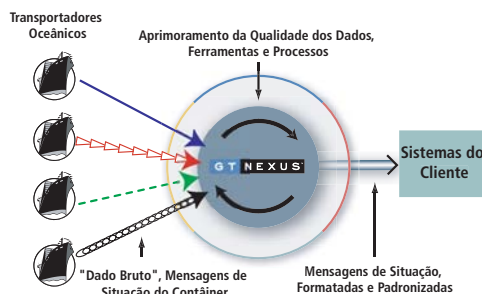 Transportadores
Oceânicos
Aprimoramento da Qualidade dos Dados,
Ferramentas e Processos
GT NEXUS
Sistemas do
Cliente
"Dado Bruto", Mensagens de
Situação do Contâiner
Mensagens de Situação,
Formatadas e Padronizadas